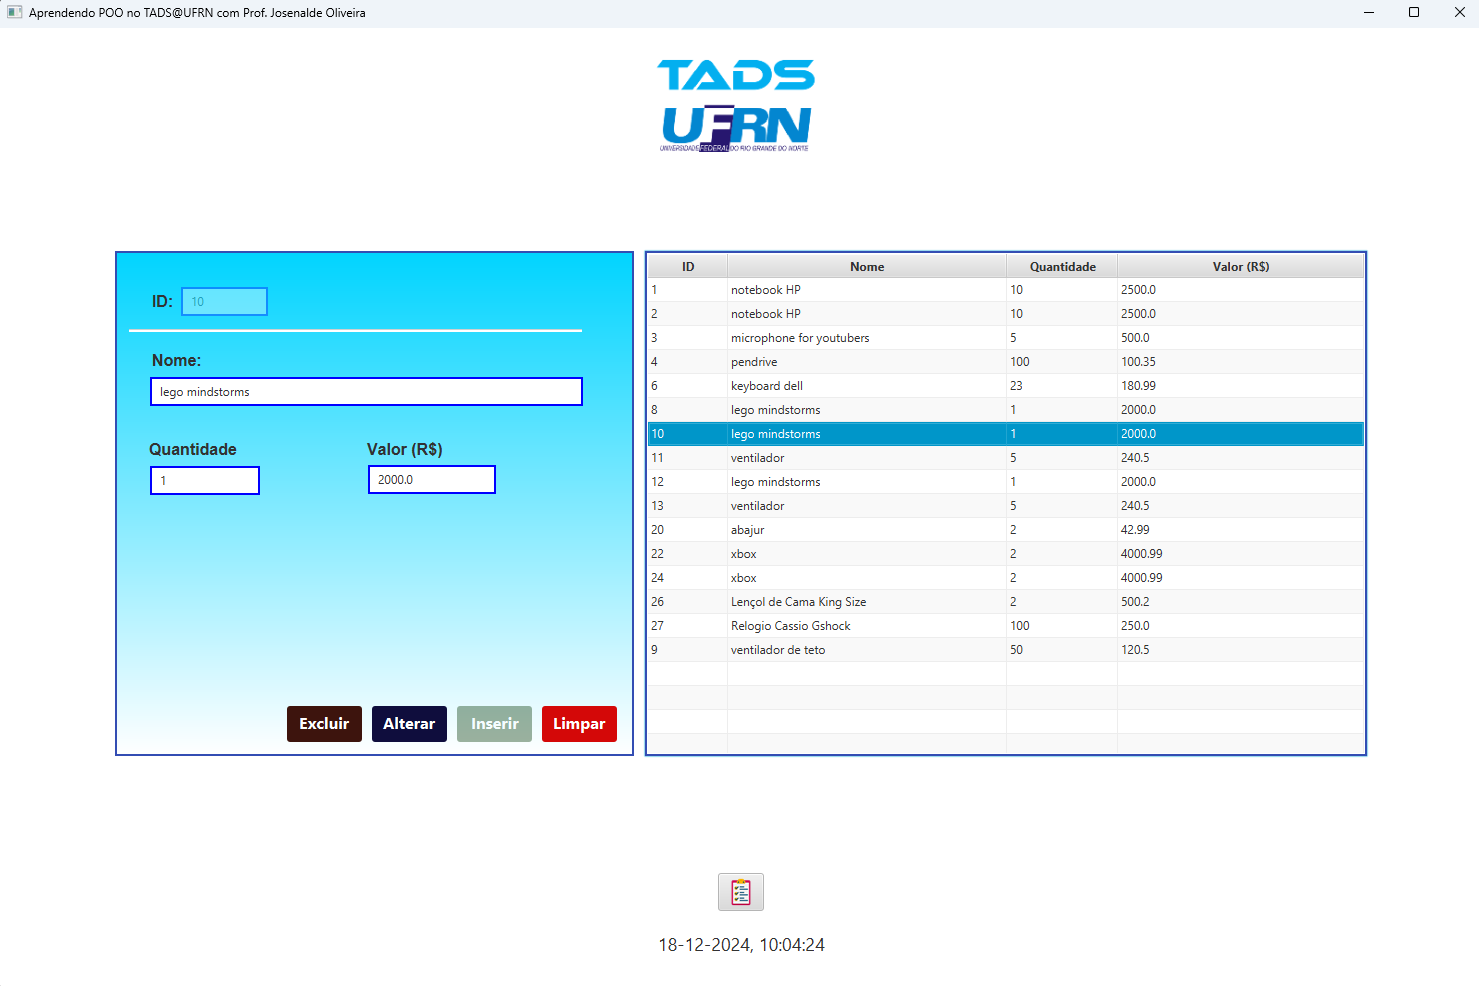 Aprendendo POO no TADS@UFRN com Prof. Josenalde Oliveira
TADS
UFRN
UNIVERSIDADE FEDERAL DO RIO GRANDE DO NORTE
ID: 10
Nome:
lego mindstorms
Quantidade Valor (R$)
1 2000.0
Excluir Alterar Inserir Limpar
ID Nome Quantidade Valor (R$)
1 notebook HP 10 2500.0
2 notebook HP 10 2500.0
3 microphone for youtubers 5 500.0
4 pendrive 100 100.35
6 keyboard dell 23 180.99
8 lego mindstorms 1 2000.0
10 lego mindstorms 1 2000.0
11 ventilador 5 240.5
12 lego mindstorms 1 2000.0
13 ventilador 5 240.5
20 abajur 2 42.99
22 xbox 2 4000.99
24 xbox 2 4000.99
26 Lençol de Cama King Size 2 500.2
27 Relogio Cassio Gshock 100 250.0
9 ventilador de teto 50 120.5
18-12-2024, 10:04:24